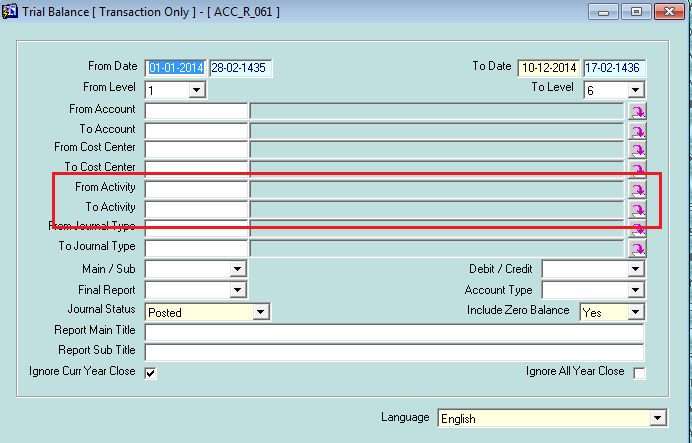 Trial Balance [ Transaction Only ] - [ ACC_R_061 ]
From Date 01-01-2014 28-02-1435 To Date 10-12-2014 17-02-1436
From Level 1 To Level 6
From Account
To Account
From Cost Center
To Cost Center
From Activity
To Activity
From Journal Type
To Journal Type
Main / Sub Debit / Credit
Final Report Account Type
Journal Status Posted Include Zero Balance Yes
Report Main Title
Report Sub Title
Ignore Curr Year Close Ignore All Year Close
Language English